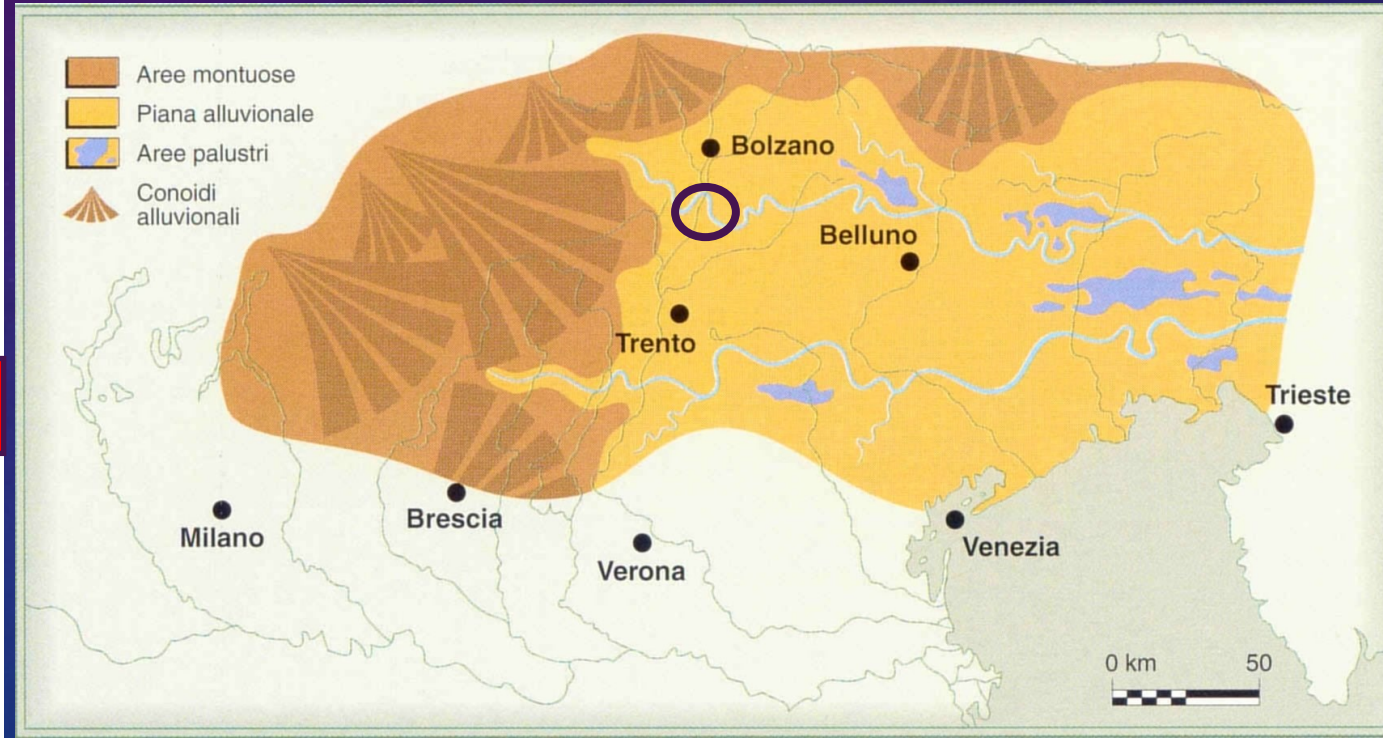 Aree montuose
Piana alluvionale
Aree palustri
Conoidi
alluvionali
Bolzano
Belluno
Trento
Trieste
Brescia
Milano
Verona
Venezia
0 km 50